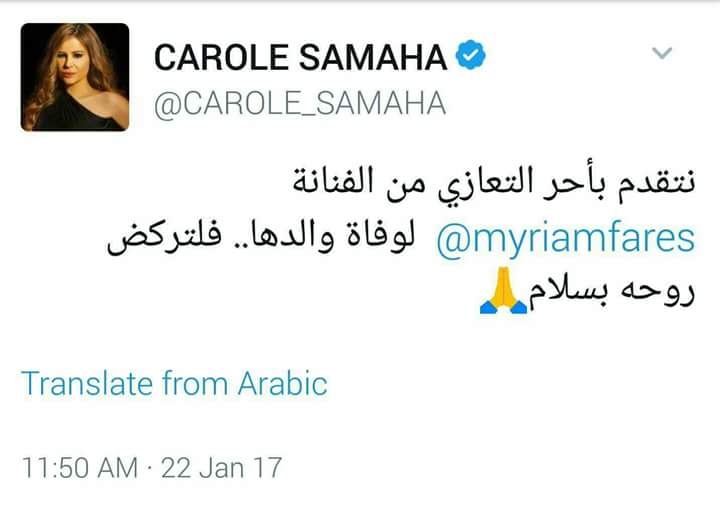 CAROLE SAMAHA
@CAROLE_SAMAHA
نتقدم بأحر التعازي من الفنانة
@myriamfares لوفاة والدها.. فلتركض
روحه بسلام🙏
Translate from Arabic
11:50 AM · 22 Jan 17